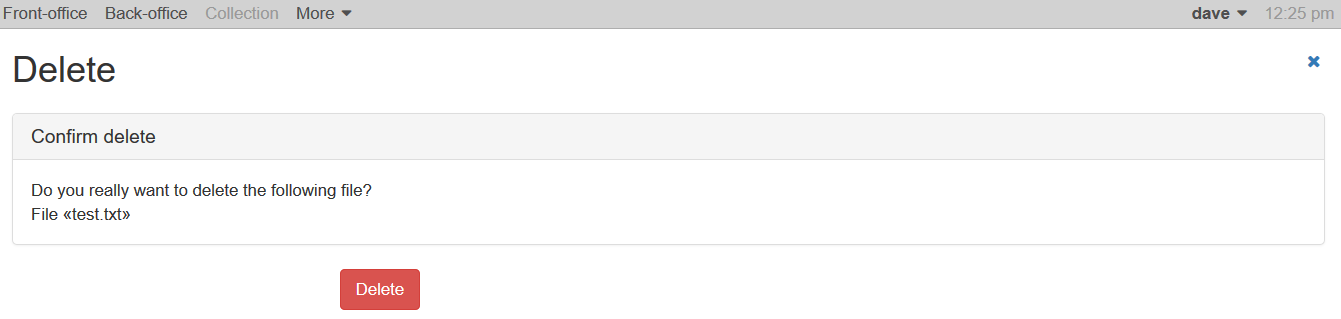 Front-office Back-office Collection More dave 12:25 pm
Delete
Confirm delete
Do you really want to delete the following file?
File «test.txt»
Delete